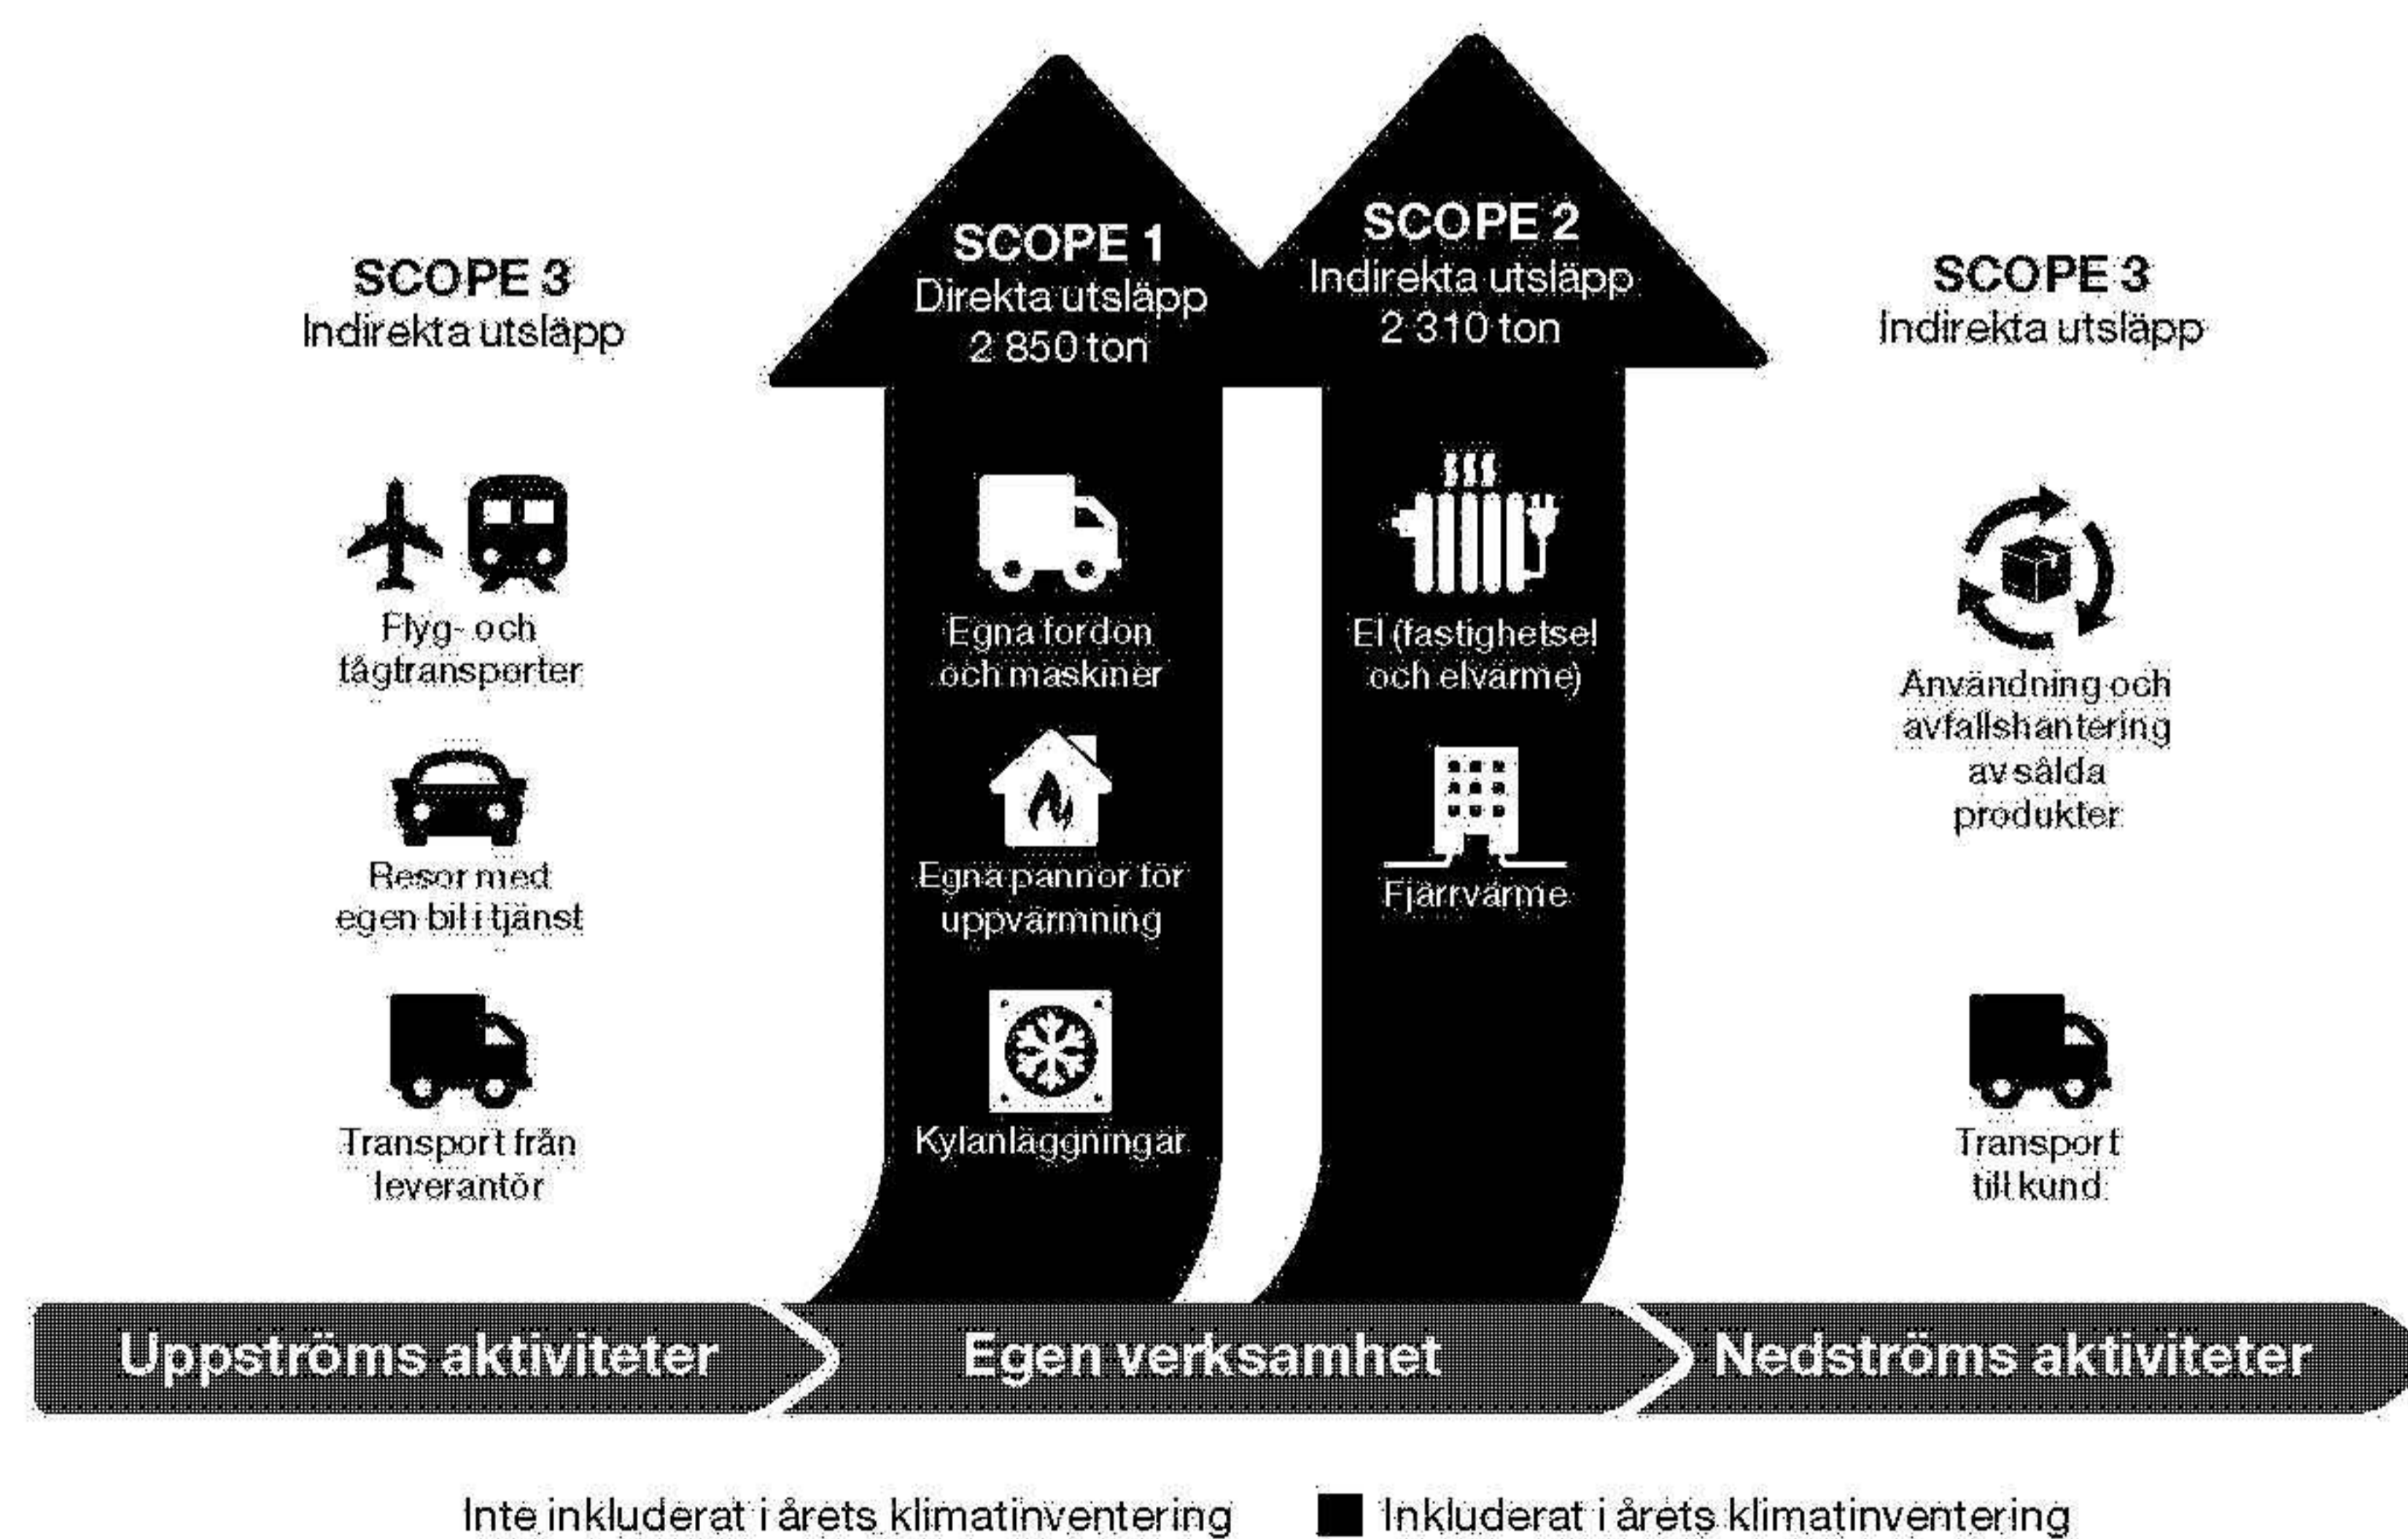 SCOPE 3
Indirekta utsläpp
Flyg- och
tågtransporter
Resor med
egen bil i tjänst
Transport från
leverantör
SCOPE 1
Direkta utsläpp
2 850 ton
Egna fordon
och maskiner
Egna pannor för
uppvärmning
Kylanläggningar
SCOPE 2
Indirekta utsläpp
2 310 ton
El (fastighetsel
och elvärme)
Fjärrvärme
SCOPE 3
Indirekta utsläpp
Användning och
avfallshantering
av sålda
produkter
Transport
till kund
Uppströms aktiviteter
Egen verksamhet
Nedströms aktiviteter
Inte inkluderat i årets klimatinventering
Inkluderat i årets klimatinventering